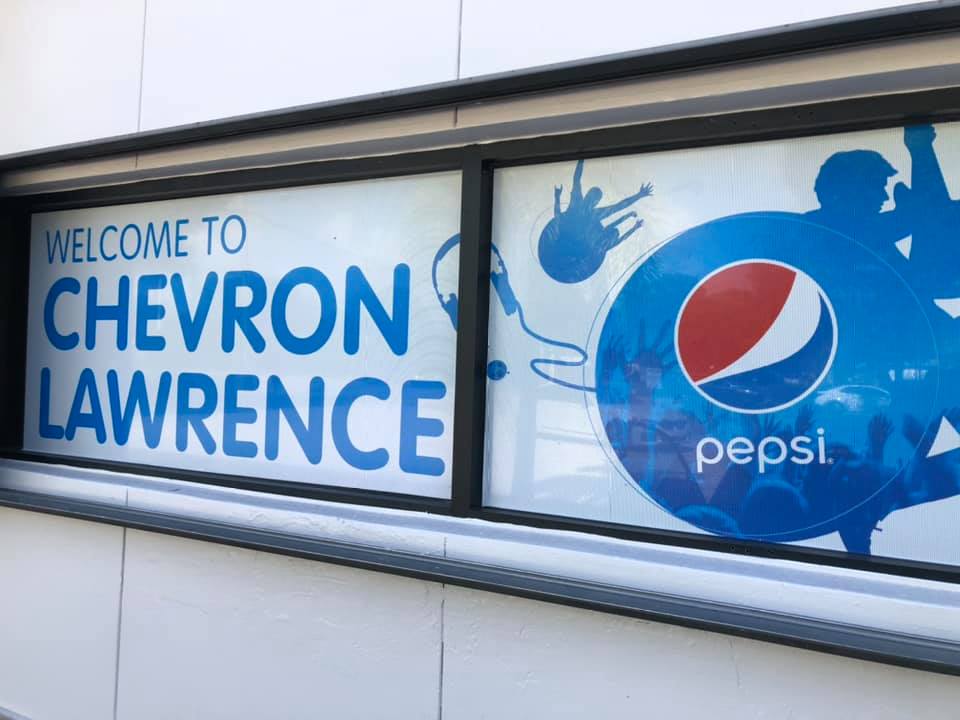 WELCOME TO
CHEVRON
LAWRENCE
pepsi